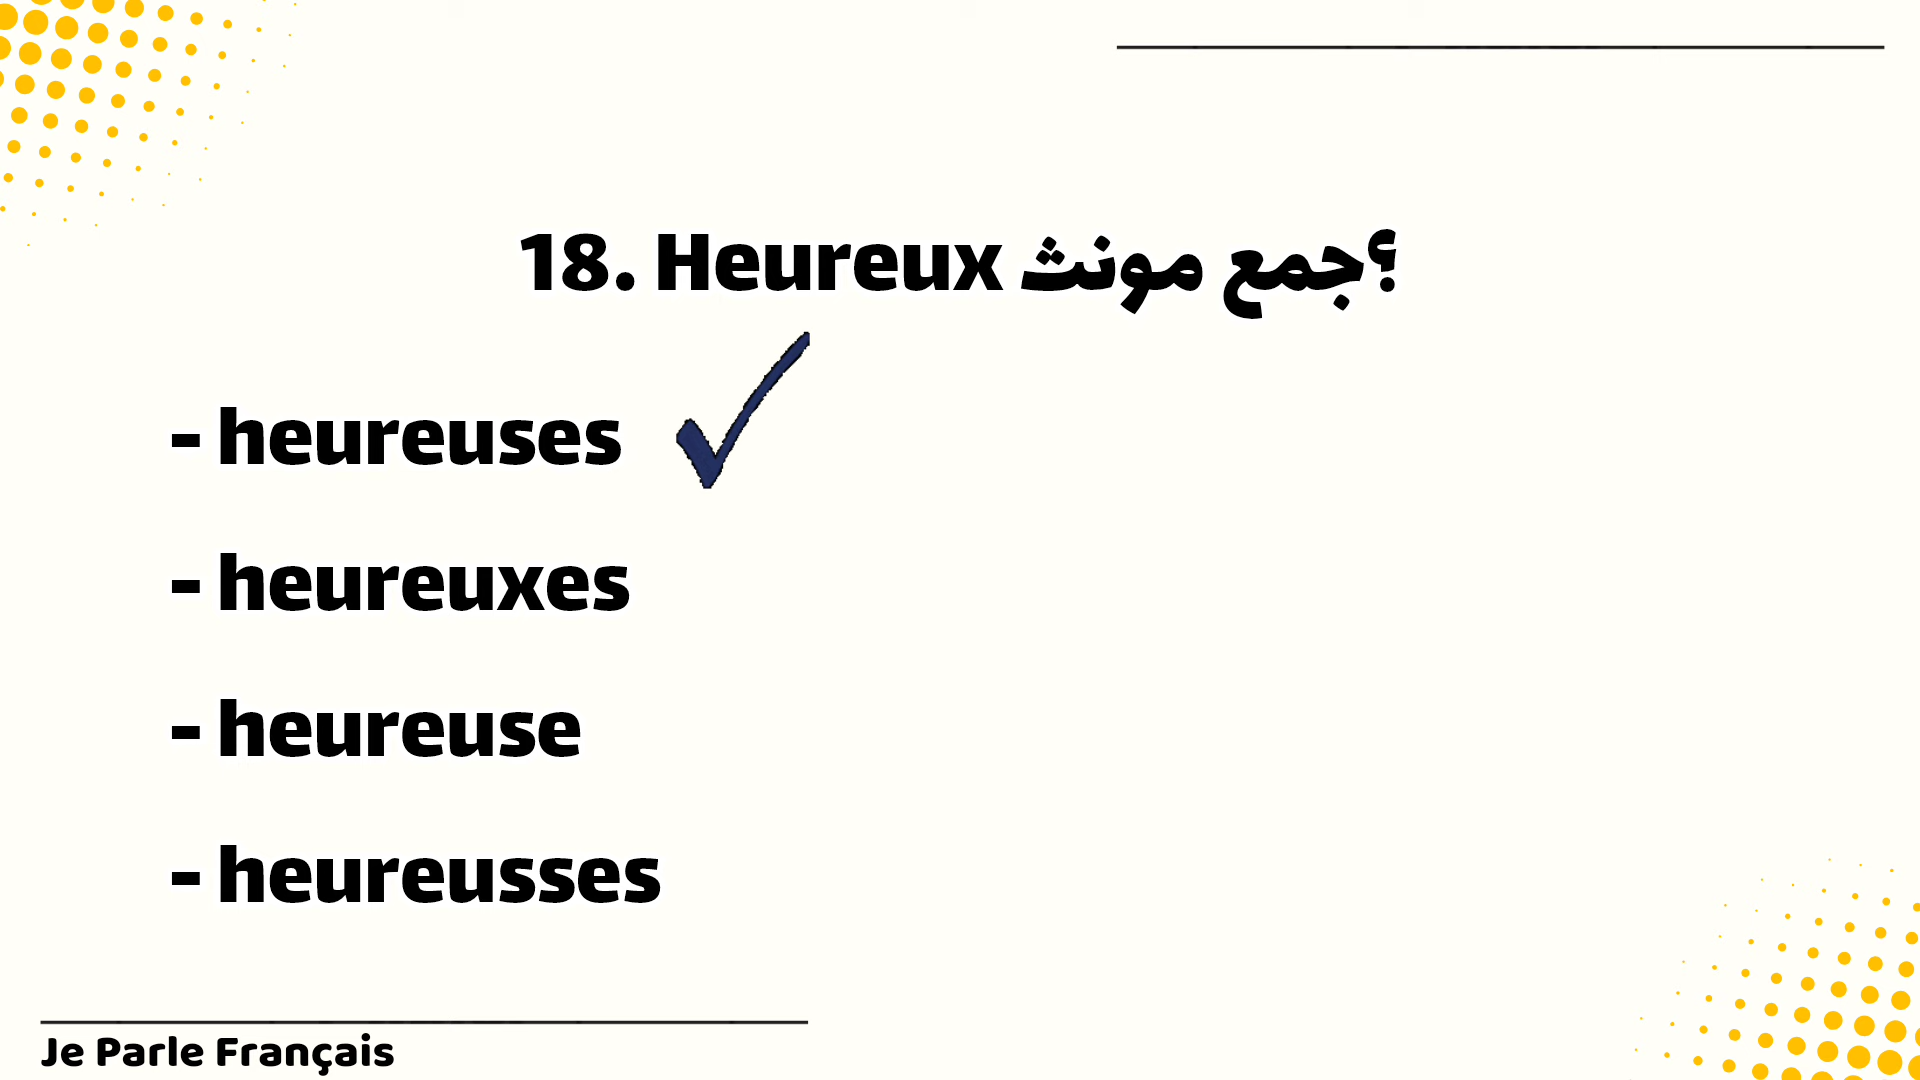 18. Heureux جمع مونث؟
- heureuses
- heureuxes
- heureuse
- heureusses
Je Parle Français